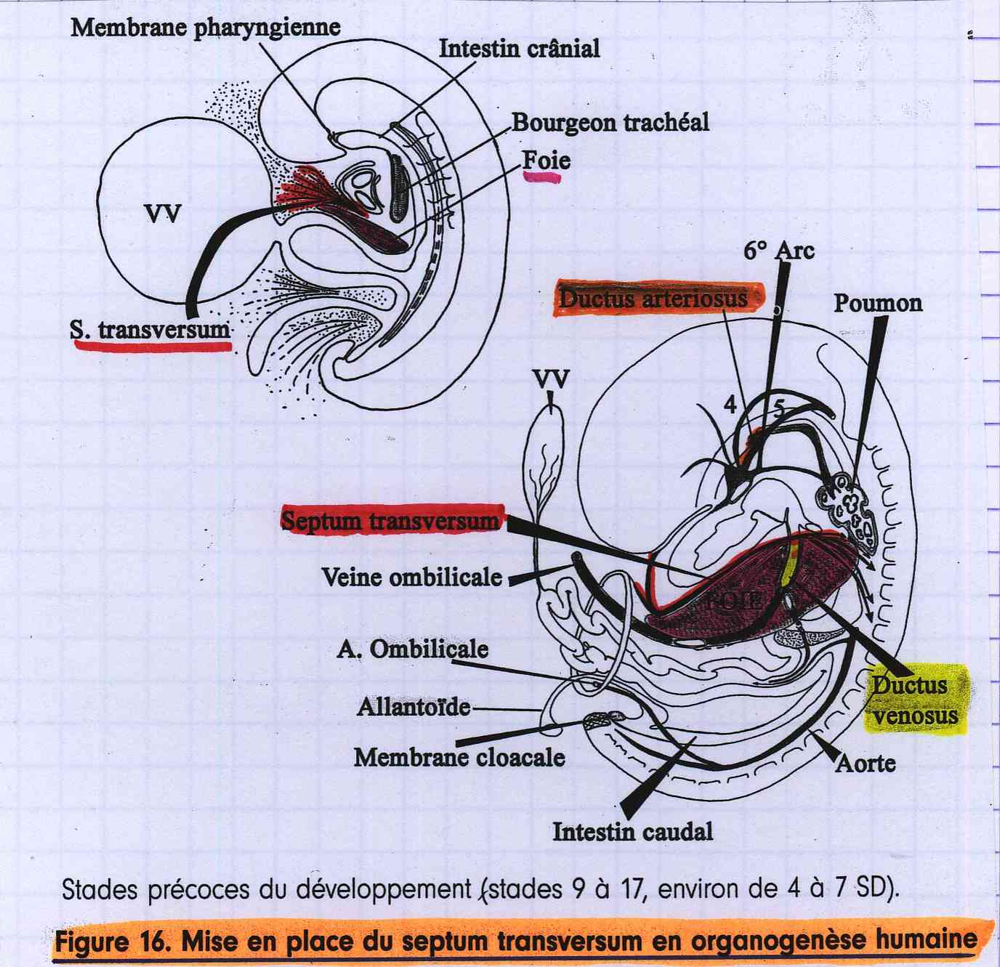 Membrane pharyngienne
Intestin crânial
Bourgeon trachéal
Foie
VV
S. transversum
6° Arc
Ductus arteriosus
Poumon
VV
4
5
Septum transversum
Veine ombilicale
FOIE
A. Ombilicale
Ductus
venosus
Allantoïde
Membrane cloacale
Aorte
Intestin caudal
Stades précoces du développement (stades 9 à 17, environ de 4 à 7 SD).
Figure 16. Mise en place du septum transversum en organogenèse humaine